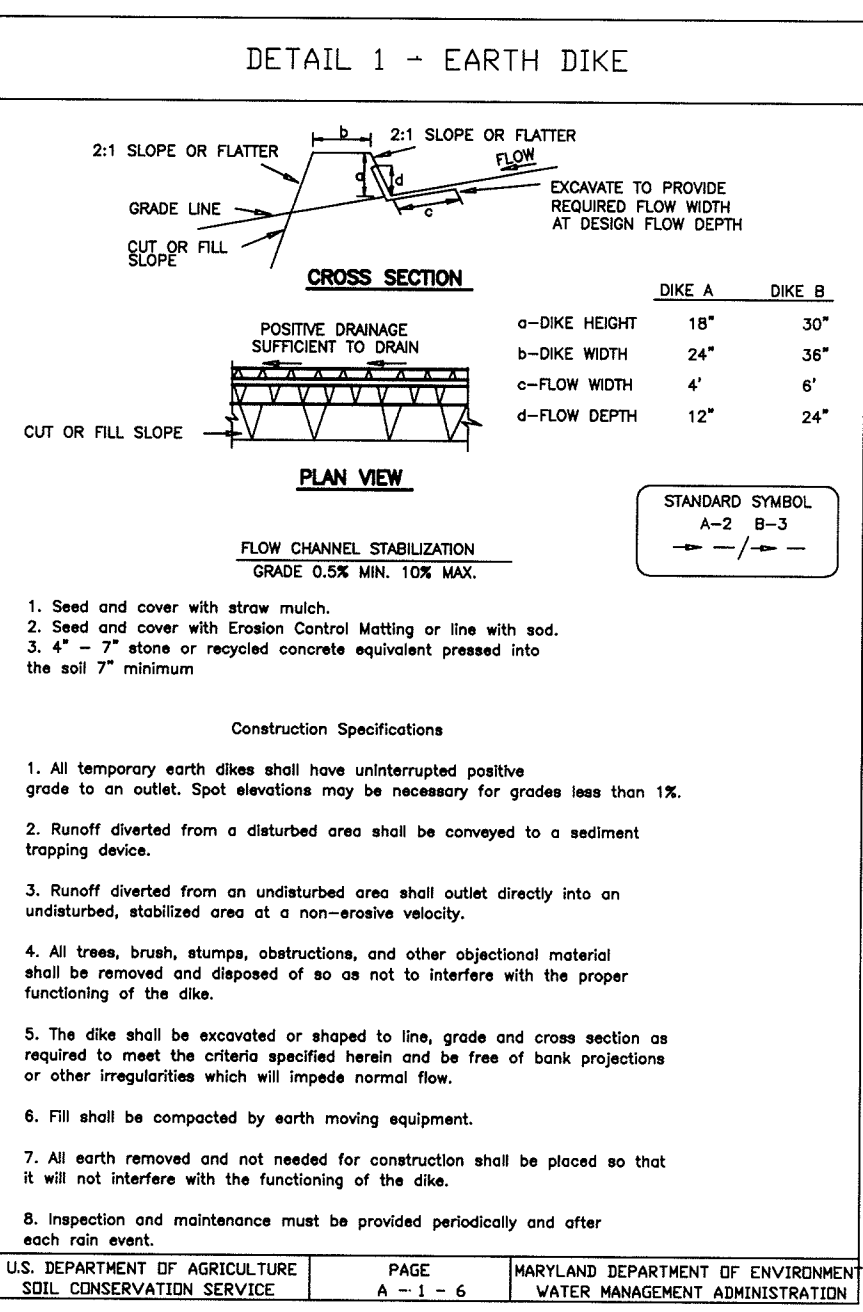 DETAIL 1 - EARTH DIKE
b
2:1 SLOPE OR FLATTER
2:1 SLOPE OR FLATTER
FLOW
a
d
EXCAVATE TO PROVIDE
REQUIRED FLOW WIDTH
AT DESIGN FLOW DEPTH
GRADE LINE
c
CUT OR FILL
SLOPE
CROSS SECTION
DIKE A DIKE B
a-DIKE HEIGHT 18" 30"
b-DIKE WIDTH 24" 36"
c-FLOW WIDTH 4' 6'
d-FLOW DEPTH 12" 24"
POSITIVE DRAINAGE
SUFFICIENT TO DRAIN
CUT OR FILL SLOPE
PLAN VIEW
STANDARD SYMBOL
A-2 B-3
FLOW CHANNEL STABILIZATION
GRADE 0.5% MIN. 10% MAX.
1. Seed and cover with straw mulch.
2. Seed and cover with Erosion Control Matting or line with sod.
3. 4" - 7" stone or recycled concrete equivalent pressed into
the soil 7" minimum
Construction Specifications
1. All temporary earth dikes shall have uninterrupted positive
grade to an outlet. Spot elevations may be necessary for grades less than 1%.
2. Runoff diverted from a disturbed area shall be conveyed to a sediment
trapping device.
3. Runoff diverted from an undisturbed area shall outlet directly into an
undisturbed, stabilized area at a non-erosive velocity.
4. All trees, brush, stumps, obstructions, and other objectional material
shall be removed and disposed of so as not to interfere with the proper
functioning of the dike.
5. The dike shall be excavated or shaped to line, grade and cross section as
required to meet the criteria specified herein and be free of bank projections
or other irregularities which will impede normal flow.
6. Fill shall be compacted by earth moving equipment.
7. All earth removed and not needed for construction shall be placed so that
it will not interfere with the functioning of the dike.
8. Inspection and maintenance must be provided periodically and after
each rain event.
U.S. DEPARTMENT OF AGRICULTURE
SOIL CONSERVATION SERVICE
PAGE
A - 1 - 6
MARYLAND DEPARTMENT OF ENVIRONMENT
WATER MANAGEMENT ADMINISTRATION